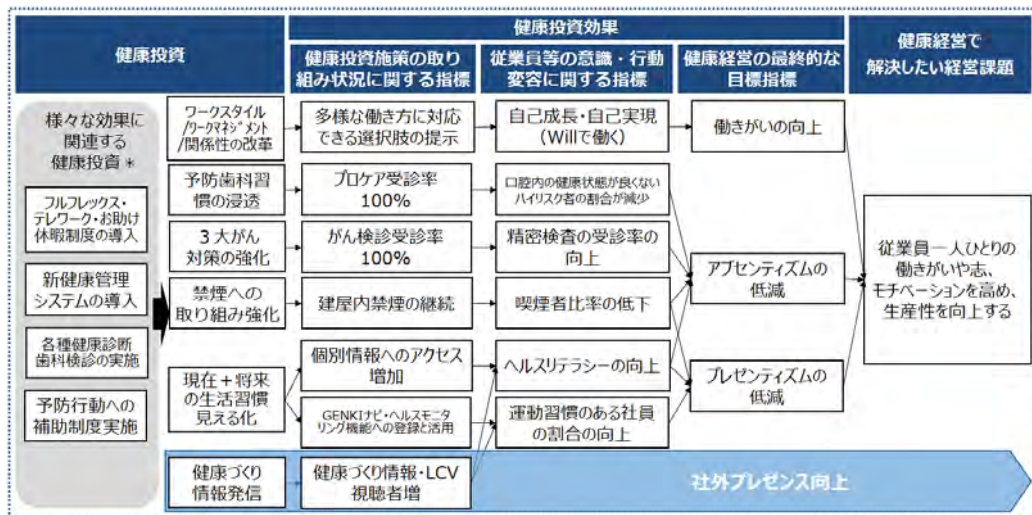 健康投資
健康投資効果
健康経営で
解決したい経営課題
健康投資施策の取り
組み状況に関する指標
従業員等の意識・行動
変容に関する指標
健康経営の最終的な
目標指標
様々な効果に
関連する
健康投資＊
フルフレックス・
テレワーク・お助け
休暇制度の導入
新健康管理
システムの導入
各種健康診断
歯科検診の実施
予防行動への
補助制度実施
ワークスタイル
/ワークマネジメント
/関係性の改革
多様な働き方に対応
できる選択肢の提示
自己成長・自己実現
(Willで働く)
働きがいの向上
予防歯科習
慣の浸透
プロケア受診率
100%
口腔内の健康状態が良くない
ハイリスク者の割合が減少
３大がん
対策の強化
がん検診受診率
100%
精密検査の受診率の
向上
アブセンティズムの
低減
禁煙への
取り組み強化
建屋内禁煙の継続
喫煙者比率の低下
現在＋将来
の生活習慣
見える化
個別情報へのアクセス
増加
ヘルスリテラシーの向上
プレゼンティズムの
低減
GENKIナビ・ヘルスモニタ
リング機能への登録と活用
運動習慣のある社員
の割合の向上
健康づくり
情報発信
健康づくり情報・LCV
視聴者増
社外プレゼンス向上
従業員一人ひとりの
働きがいや志、
モチベーションを高め、
生産性を向上する